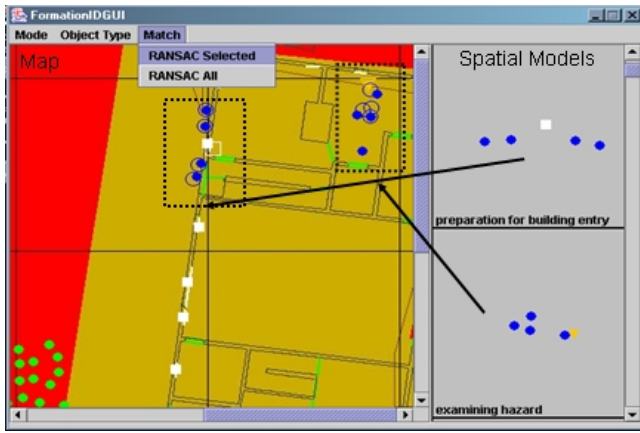 FormationIDGUI
Mode Object Type Match
RANSAC Selected
RANSAC All
Map
Spatial Models
preparation for building entry
examining hazard